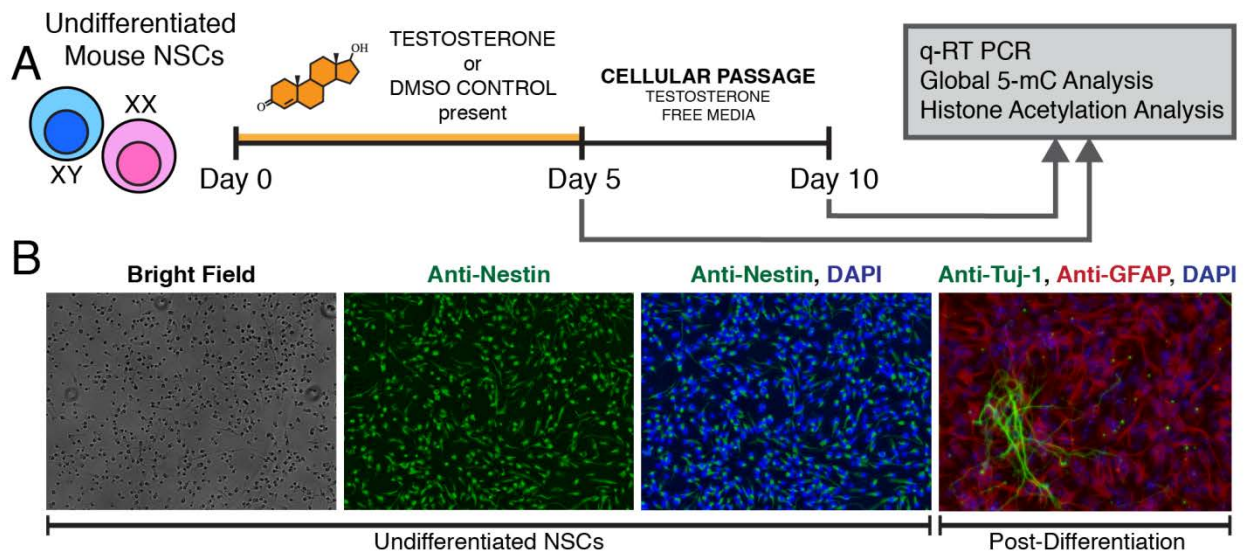 A
Undifferentiated
Mouse NSCs
XX
XY
OH
O
TESTOSTERONE
or
DMSO CONTROL
present
CELLULAR PASSAGE
TESTOSTERONE
FREE MEDIA
Day 0
Day 5
Day 10
q-RT PCR
Global 5-mC Analysis
Histone Acetylation Analysis
B
Bright Field
Anti-Nestin
Anti-Nestin, DAPI
Anti-Tuj-1, Anti-GFAP, DAPI
Undifferentiated NSCs
Post-Differentiation